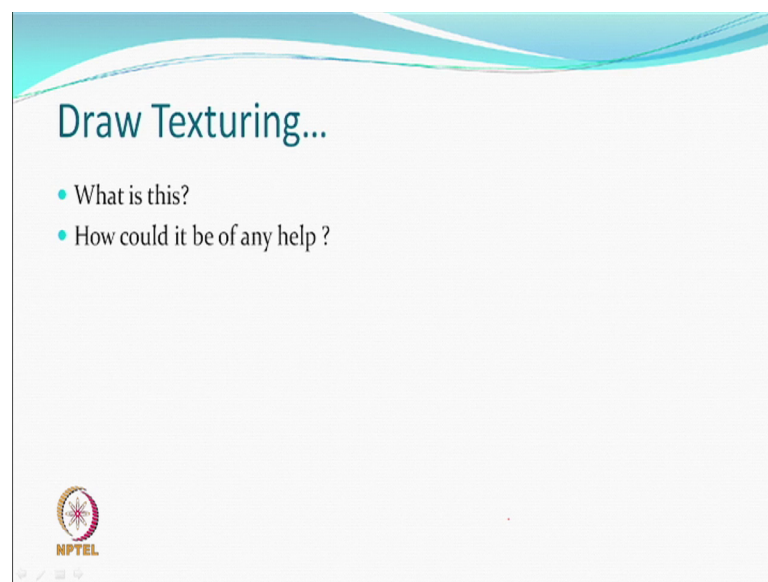 Draw Texturing...
What is this?
How could it be of any help ?
NPTEL